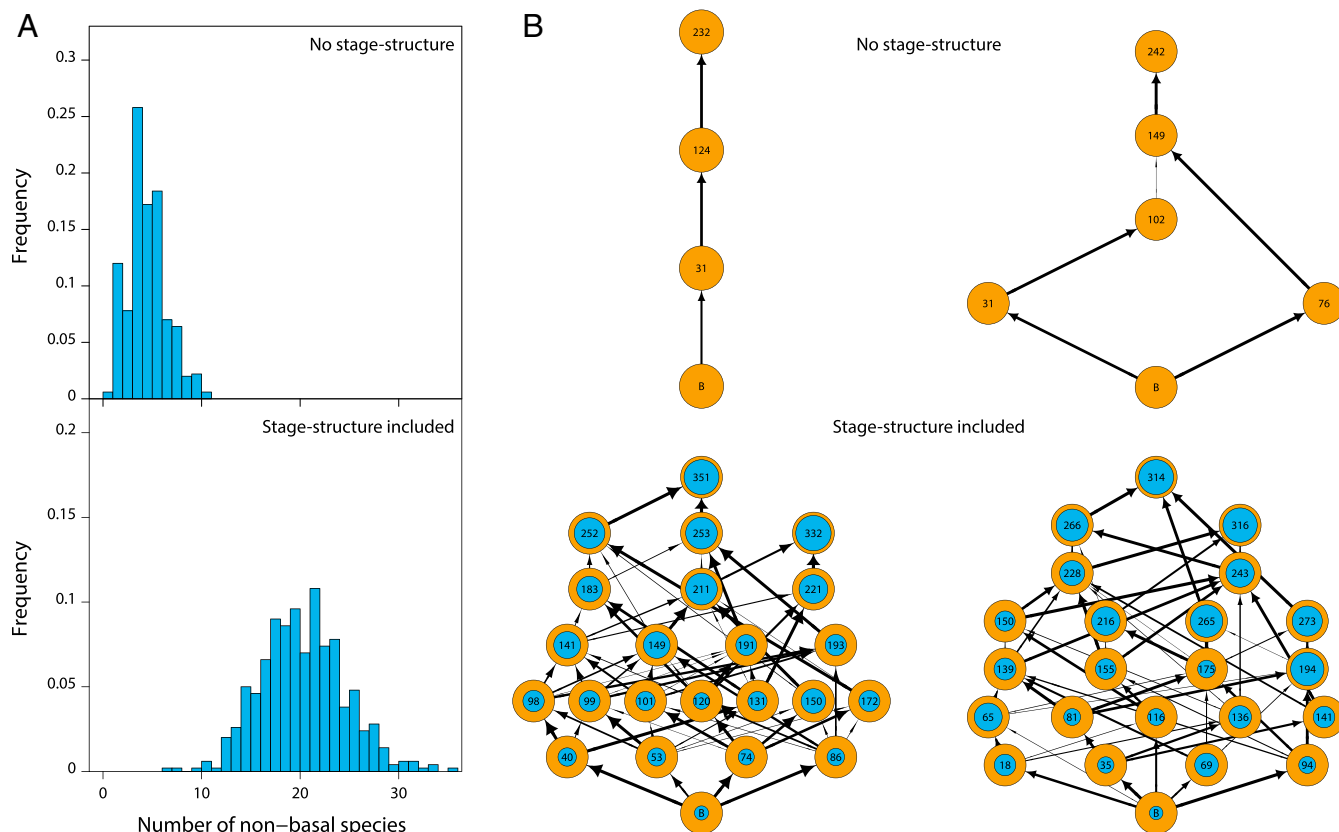 A
B
No stage-structure
0.3
0.25
0.2
0.15
0.1
0.05
0
Frequency
Stage-structure included
0.2
0.15
0.1
0.05
0
Frequency
0 10 20 30
Number of non−basal species
No stage-structure
232
124
31
B
242
149
102
31 76
B
Stage-structure included
351
252 253 332
183 211 221
141 149 191 193
98 99 101 120 131 150 172
40 53 74 86
B
314
266 316
228 243
150 216 265 273
139 155 175 194
65 81 116 136 141
18 35 69 94
B